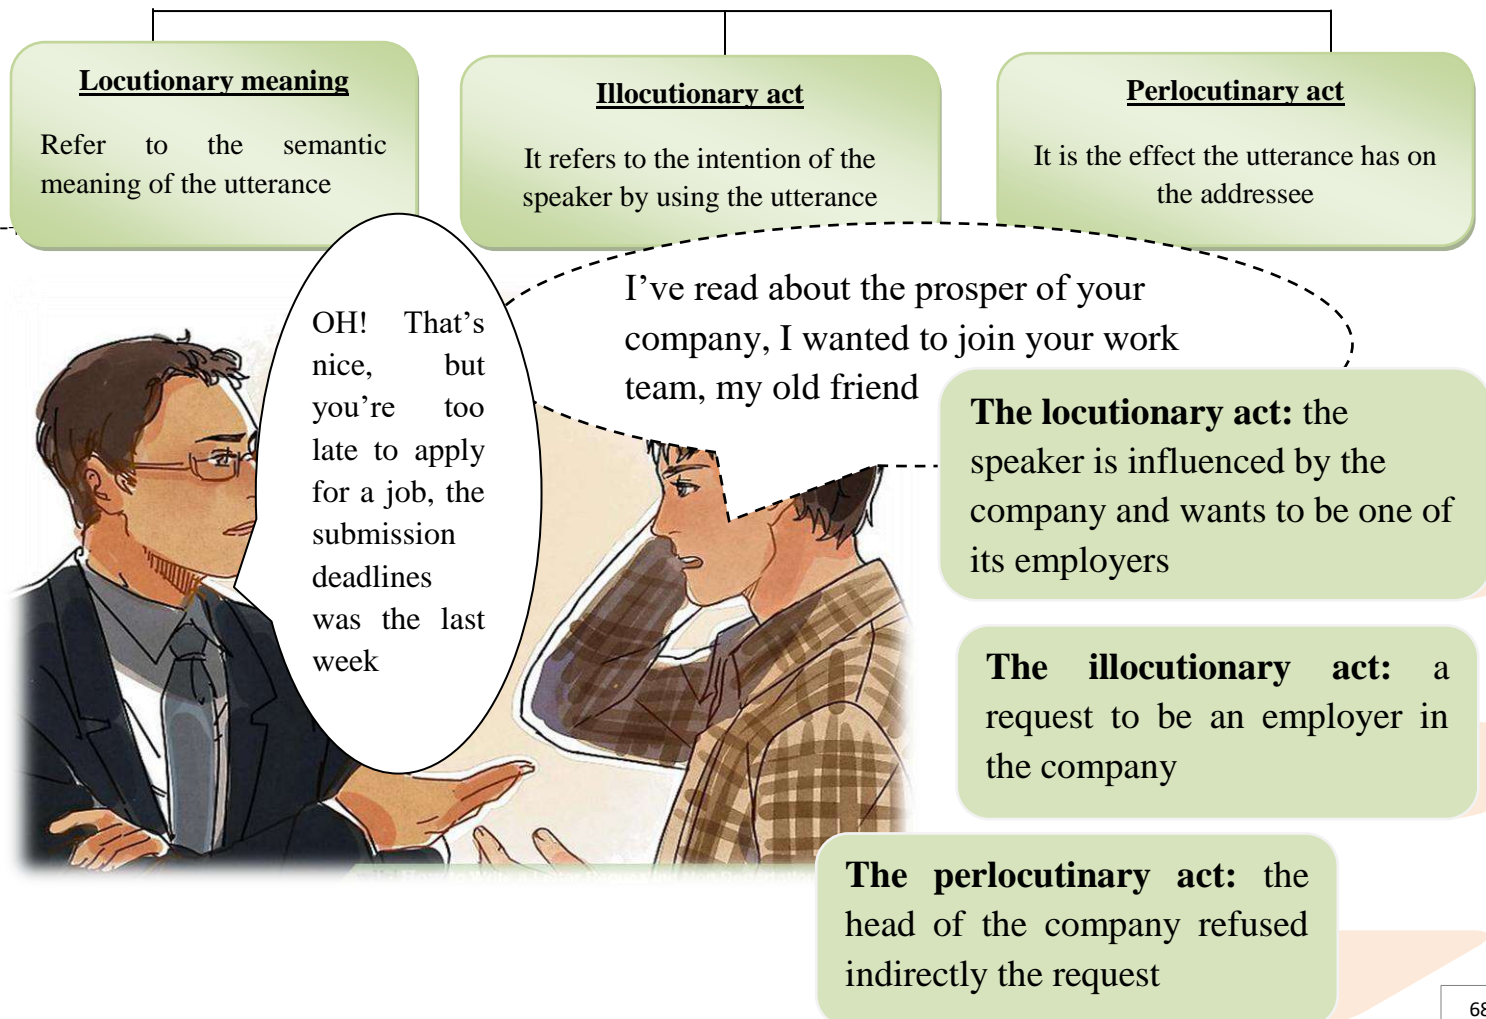 Locutionary meaning
Refer to the semantic
meaning of the utterance
Illocutionary act
It refers to the intention of the
speaker by using the utterance
Perlocutinary act
It is the effect the utterance has on
the addressee
OH! That’s
nice, but
you’re too
late to apply
for a job, the
submission
deadlines
was the last
week
I’ve read about the prosper of your
company, I wanted to join your work
team, my old friend
The locutionary act: the
speaker is influenced by the
company and wants to be one of
its employers
The illocutionary act: a
request to be an employer in
the company
The perlocutinary act: the
head of the company refused
indirectly the request
68